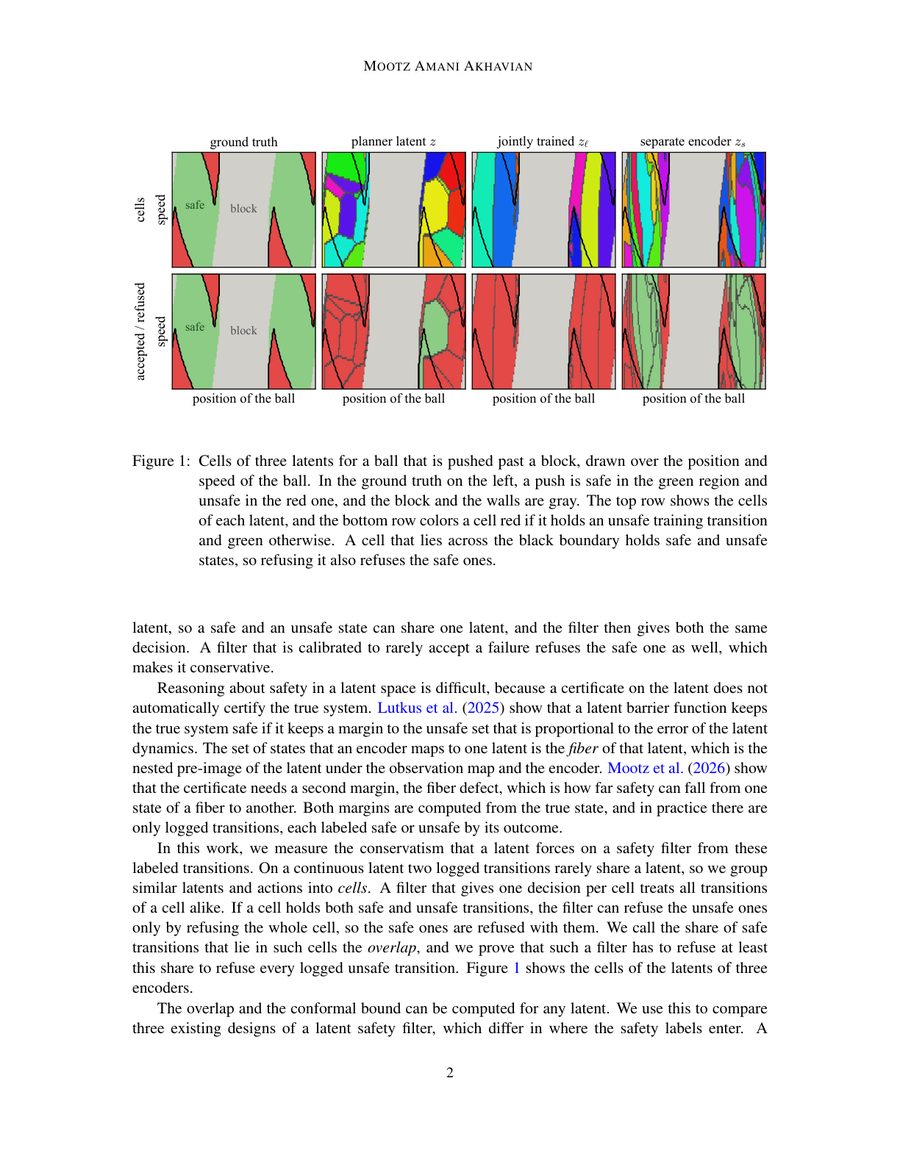 MOOTZ AMANI AKHAVIAN
ground truth
planner latent z
jointly trained zℓ
separate encoder zs
cells
speed
safe
block
accepted / refused
speed
safe
block
position of the ball
position of the ball
position of the ball
position of the ball
Figure 1: Cells of three latents for a ball that is pushed past a block, drawn over the position and
speed of the ball. In the ground truth on the left, a push is safe in the green region and
unsafe in the red one, and the block and the walls are gray. The top row shows the cells
of each latent, and the bottom row colors a cell red if it holds an unsafe training transition
and green otherwise. A cell that lies across the black boundary holds safe and unsafe
states, so refusing it also refuses the safe ones.
latent, so a safe and an unsafe state can share one latent, and the filter then gives both the same
decision. A filter that is calibrated to rarely accept a failure refuses the safe one as well, which
makes it conservative.
Reasoning about safety in a latent space is difficult, because a certificate on the latent does not
automatically certify the true system. Lutkus et al. (2025) show that a latent barrier function keeps
the true system safe if it keeps a margin to the unsafe set that is proportional to the error of the latent
dynamics. The set of states that an encoder maps to one latent is the fiber of that latent, which is the
nested pre-image of the latent under the observation map and the encoder. Mootz et al. (2026) show
that the certificate needs a second margin, the fiber defect, which is how far safety can fall from one
state of a fiber to another. Both margins are computed from the true state, and in practice there are
only logged transitions, each labeled safe or unsafe by its outcome.
In this work, we measure the conservatism that a latent forces on a safety filter from these
labeled transitions. On a continuous latent two logged transitions rarely share a latent, so we group
similar latents and actions into cells. A filter that gives one decision per cell treats all transitions
of a cell alike. If a cell holds both safe and unsafe transitions, the filter can refuse the unsafe ones
only by refusing the whole cell, so the safe ones are refused with them. We call the share of safe
transitions that lie in such cells the overlap, and we prove that such a filter has to refuse at least
this share to refuse every logged unsafe transition. Figure 1 shows the cells of the latents of three
encoders.
The overlap and the conformal bound can be computed for any latent. We use this to compare
three existing designs of a latent safety filter, which differ in where the safety labels enter. A
2